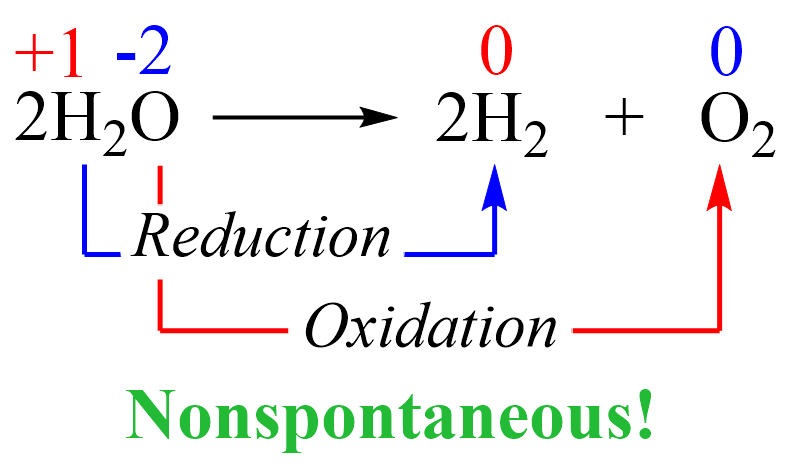 +1 -2 0 0
2H₂O → 2H₂ + O₂
Reduction
Oxidation
Nonspontaneous!